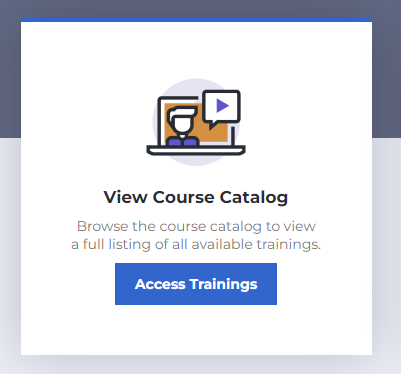 View Course Catalog
Browse the course catalog to view
a full listing of all available trainings.
Access Trainings